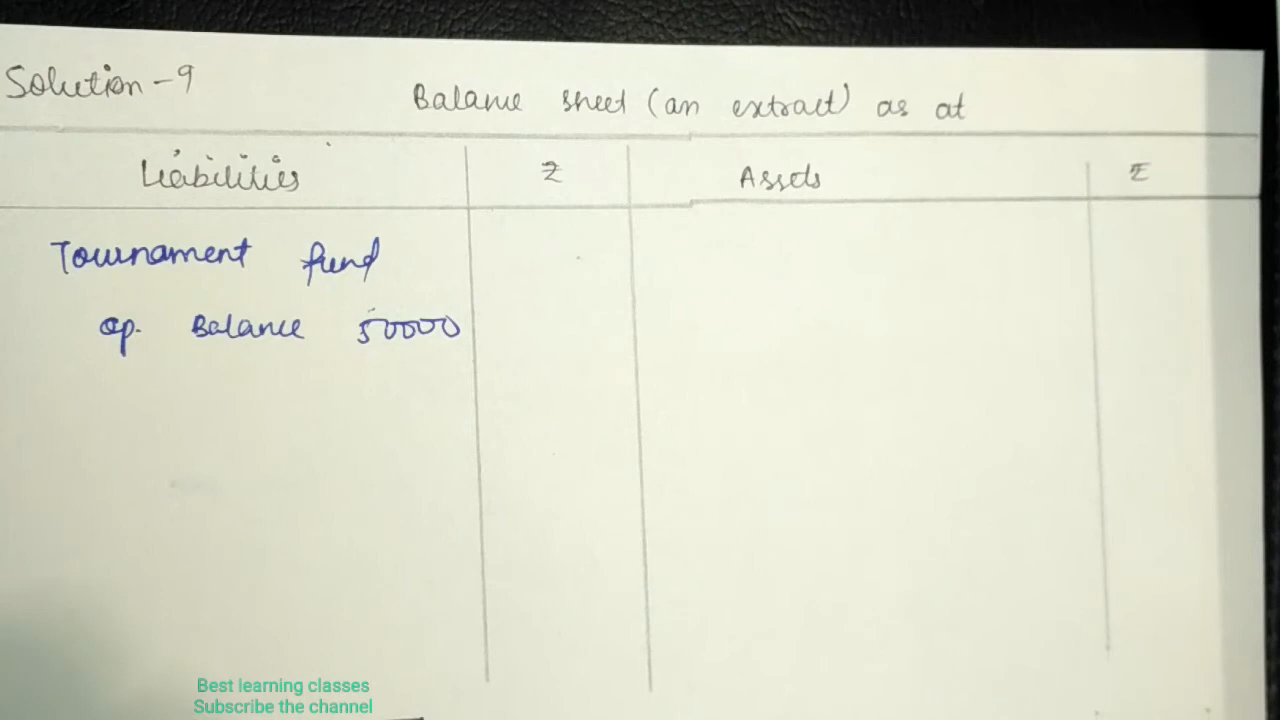 Solution-9
Balance sheet (an extract) as at
Liabilities ₹ Assets ₹
Tournament fund
op. Balance 50000
Best learning classes
Subscribe the channel